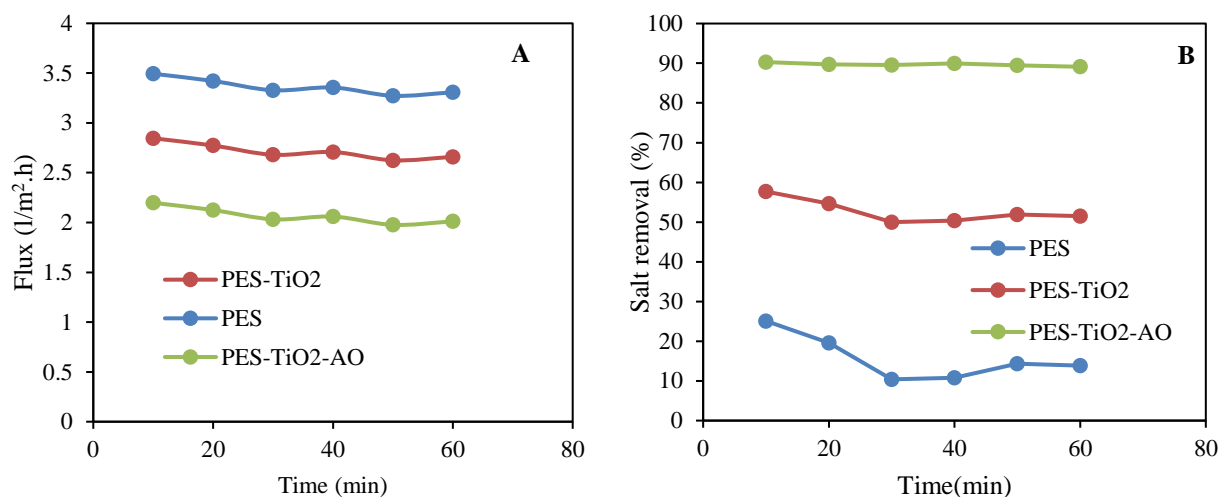 A
Flux (l/m².h)
4
3.5
3
2.5
2
1.5
1
0.5
0
PES-TiO2
PES
PES-TiO2-AO
0 20 40 60 80
Time (min)
B
Salt removal (%)
100
90
80
70
60
50
40
30
20
10
0
PES
PES-TiO2
PES-TiO2-AO
0 20 40 60 80
Time(min)